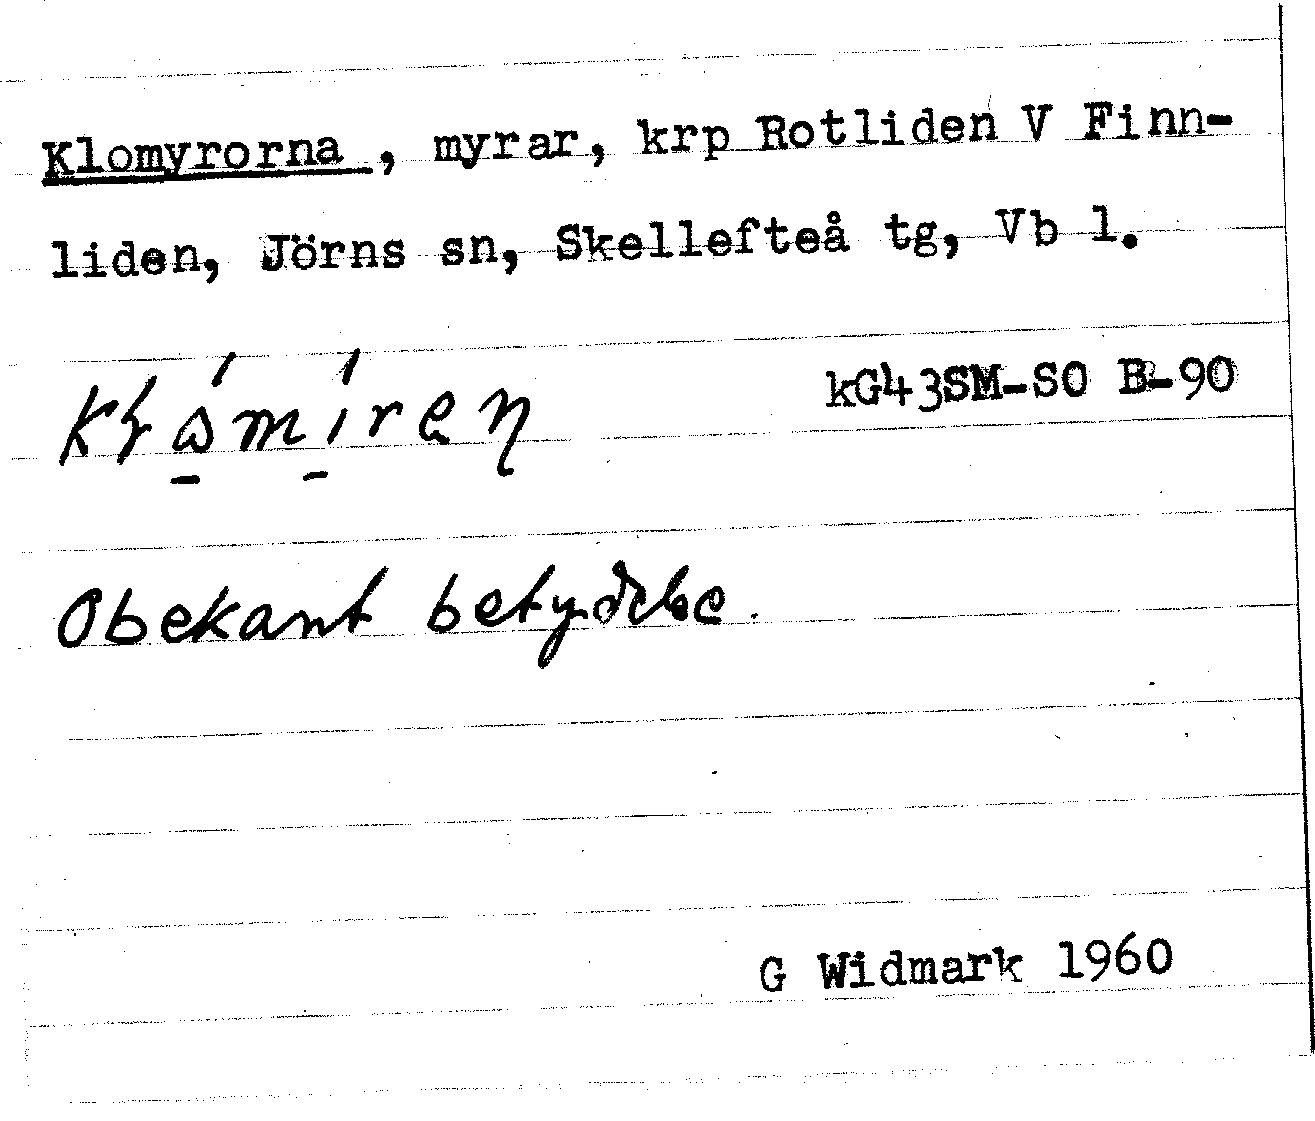 Klomyrorna, myrar, krp Rotliden V Finn-
liden, Jörns sn, Skellefteå tg, Vb l.
kG43SM-SO B-90
Obekant betydelse.
G Widmark 1960